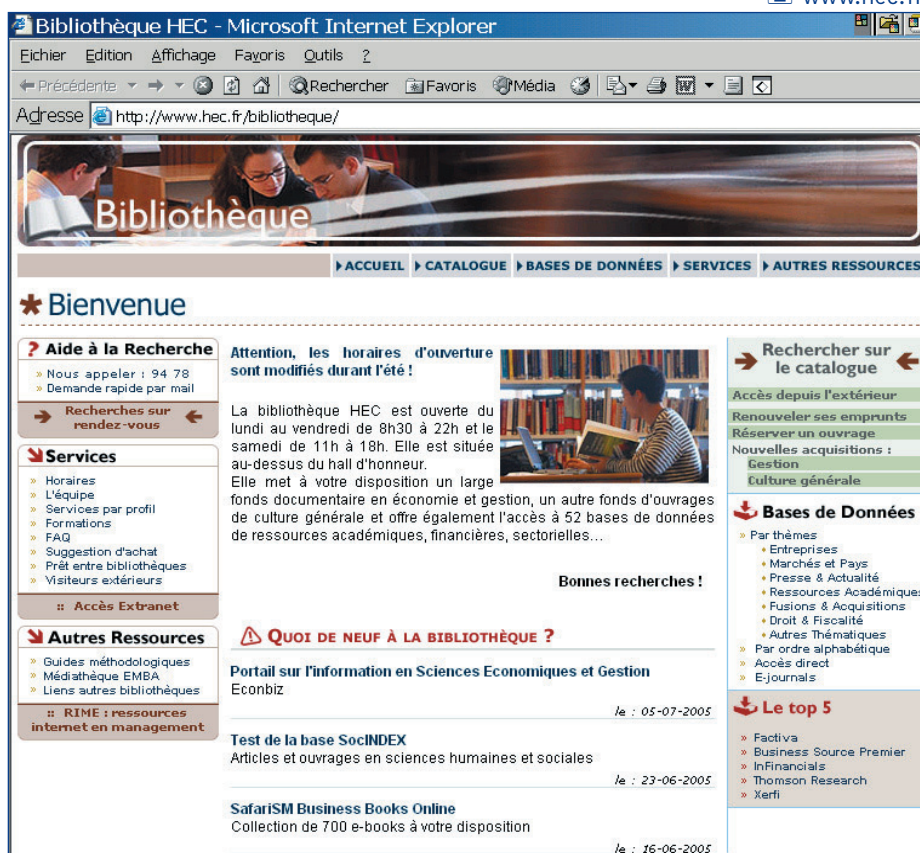 www.hec.fr
Bibliothèque HEC - Microsoft Internet Explorer
Eichier Edition Affichage Favoris Outils ?
Précédente Rechercher Favoris Média
Adresse http://www.hec.fr/bibliotheque/
Bibliothèque
ACCUEIL CATALOGUE BASES DE DONNÉES SERVICES AUTRES RESSOURCES
* Bienvenue
? Aide à la Recherche
» Nous appeler : 94 78
» Demande rapide par mail
Recherches sur
rendez-vous
Services
» Horaires
» L'équipe
» Services par profil
» Formations
» FAQ
» Suggestion d'achat
» Prêt entre bibliothèques
» Visiteurs extérieurs
:: Accès Extranet
Autres Ressources
» Guides méthodologiques
» Médiathèque EMBA
» Liens autres bibliothèques
:: RIME : ressources
internet en management
Attention, les horaires d'ouverture
sont modifiés durant l'été !
La bibliothèque HEC est ouverte du
lundi au vendredi de 8h30 à 22h et le
samedi de 11h à 18h. Elle est située
au-dessus du hall d'honneur.
Elle met à votre disposition un large
fonds documentaire en économie et gestion, un autre fonds d'ouvrages
de culture générale et offre également l'accès à 52 bases de données
de ressources académiques, financières, sectorielles...
Bonnes recherches !
QUOI DE NEUF À LA BIBLIOTHÈQUE ?
Portail sur l'information en Sciences Economiques et Gestion
Econbiz
le : 05-07-2005
Test de la base SocINDEX
Articles et ouvrages en sciences humaines et sociales
le : 23-06-2005
SafariSM Business Books Online
Collection de 700 e-books à votre disposition
le : 16-06-2005
Rechercher sur
le catalogue
Accès depuis l'extérieur
Renouveler ses emprunts
Réserver un ouvrage
Nouvelles acquisitions :
Gestion
Culture générale
Bases de Données
» Par thèmes
• Entreprises
• Marchés et Pays
• Presse & Actualité
• Ressources Académiques
• Fusions & Acquisitions
• Droit & Fiscalité
• Autres Thématiques
» Par ordre alphabétique
» Accès direct
» E-journals
Le top 5
» Factiva
» Business Source Premier
» InFinancials
» Thomson Research
» Xerfi